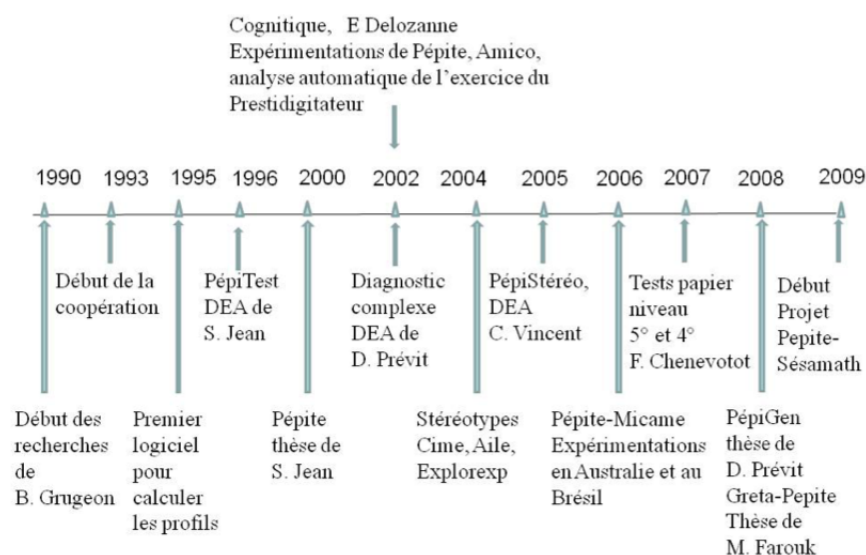 Cognitique, E Delozanne
Expérimentations de Pépite, Amico,
analyse automatique de l'exercice du
Prestidigitateur
1990 1993 1995 1996 2000 2002 2004 2005 2006 2007 2008 2009
Début de la
coopération
PépiTest
DEA de
S. Jean
Diagnostic
complexe
DEA de
D. Prévit
PépiStéréo,
DEA
C. Vincent
Tests papier
niveau
5° et 4°
F. Chenevotot
Début
Projet
Pepite-
Sésamath
Début des
recherches
de
B. Grugeon
Premier
logiciel
pour
calculer
les profils
Pépite
thèse de
S. Jean
Stéréotypes
Cime, Aile,
Explorexp
Pépite-Micame
Expérimentations
en Australie et au
Brésil
PépiGen
thèse de
D. Prévit
Greta-Pepite
Thèse de
M. Farouk